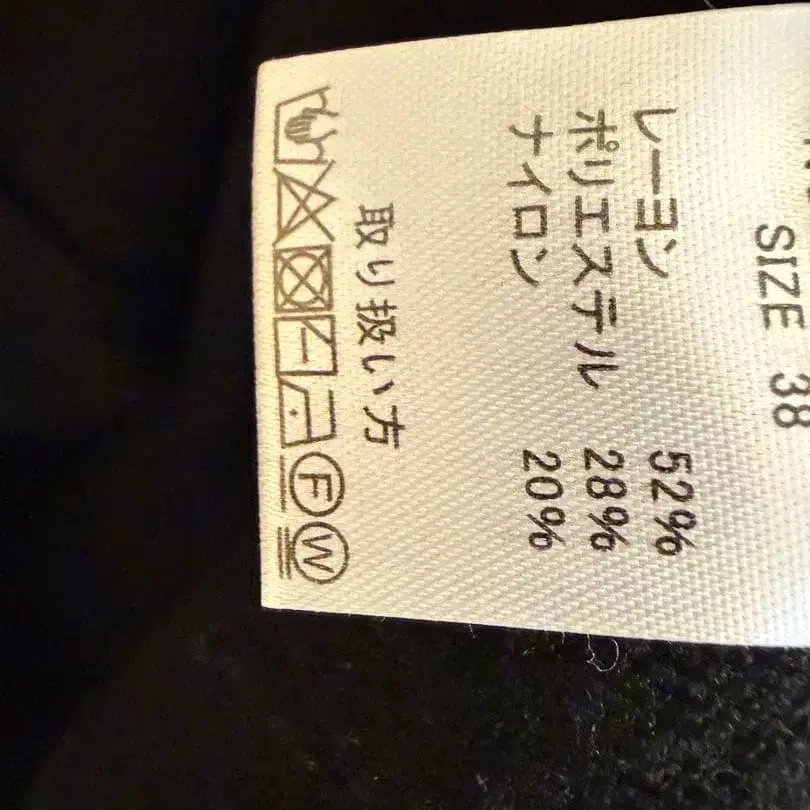 SIZE 38
レーヨン 52%
ポリエステル 28%
ナイロン 20%
取り扱い方
F W